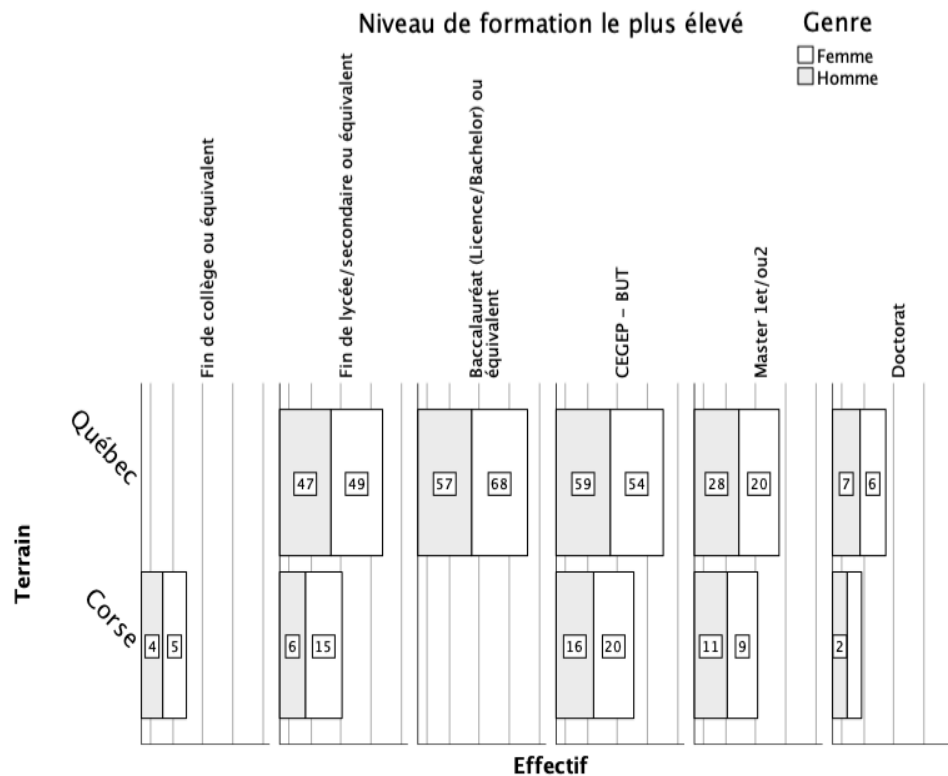 Niveau de formation le plus élevé
Genre
Femme
Homme
Fin de collège ou équivalent
Fin de lycée/secondaire ou équivalent
Baccalauréat (Licence/Bachelor) ou
équivalent
CEGEP – BUT
Master 1et/ou2
Doctorat
Terrain
Québec
47 49 57 68 59 54 28 20 7 6
Corse
4 5 6 15 16 20 11 9 2
Effectif